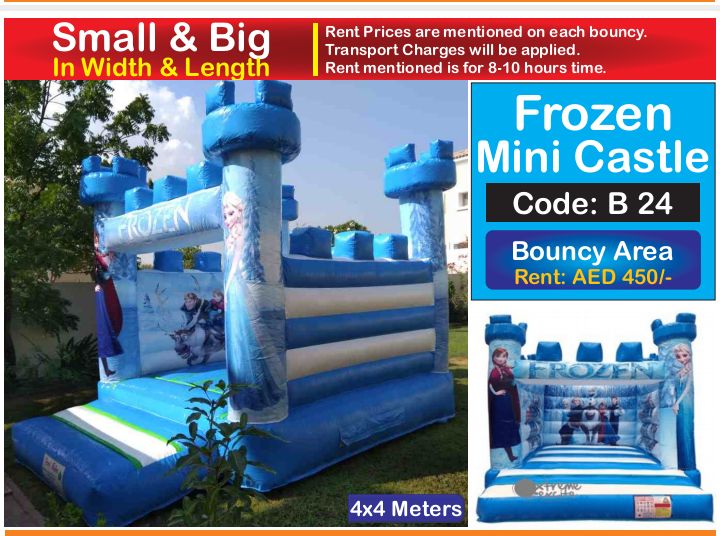 Small & Big
In Width & Length
Rent Prices are mentioned on each bouncy.
Transport Charges will be applied.
Rent mentioned is for 8-10 hours time.
Frozen
Mini Castle
Code: B 24
Bouncy Area
Rent: AED 450/-
FROZEN
4x4 Meters
FROZEN